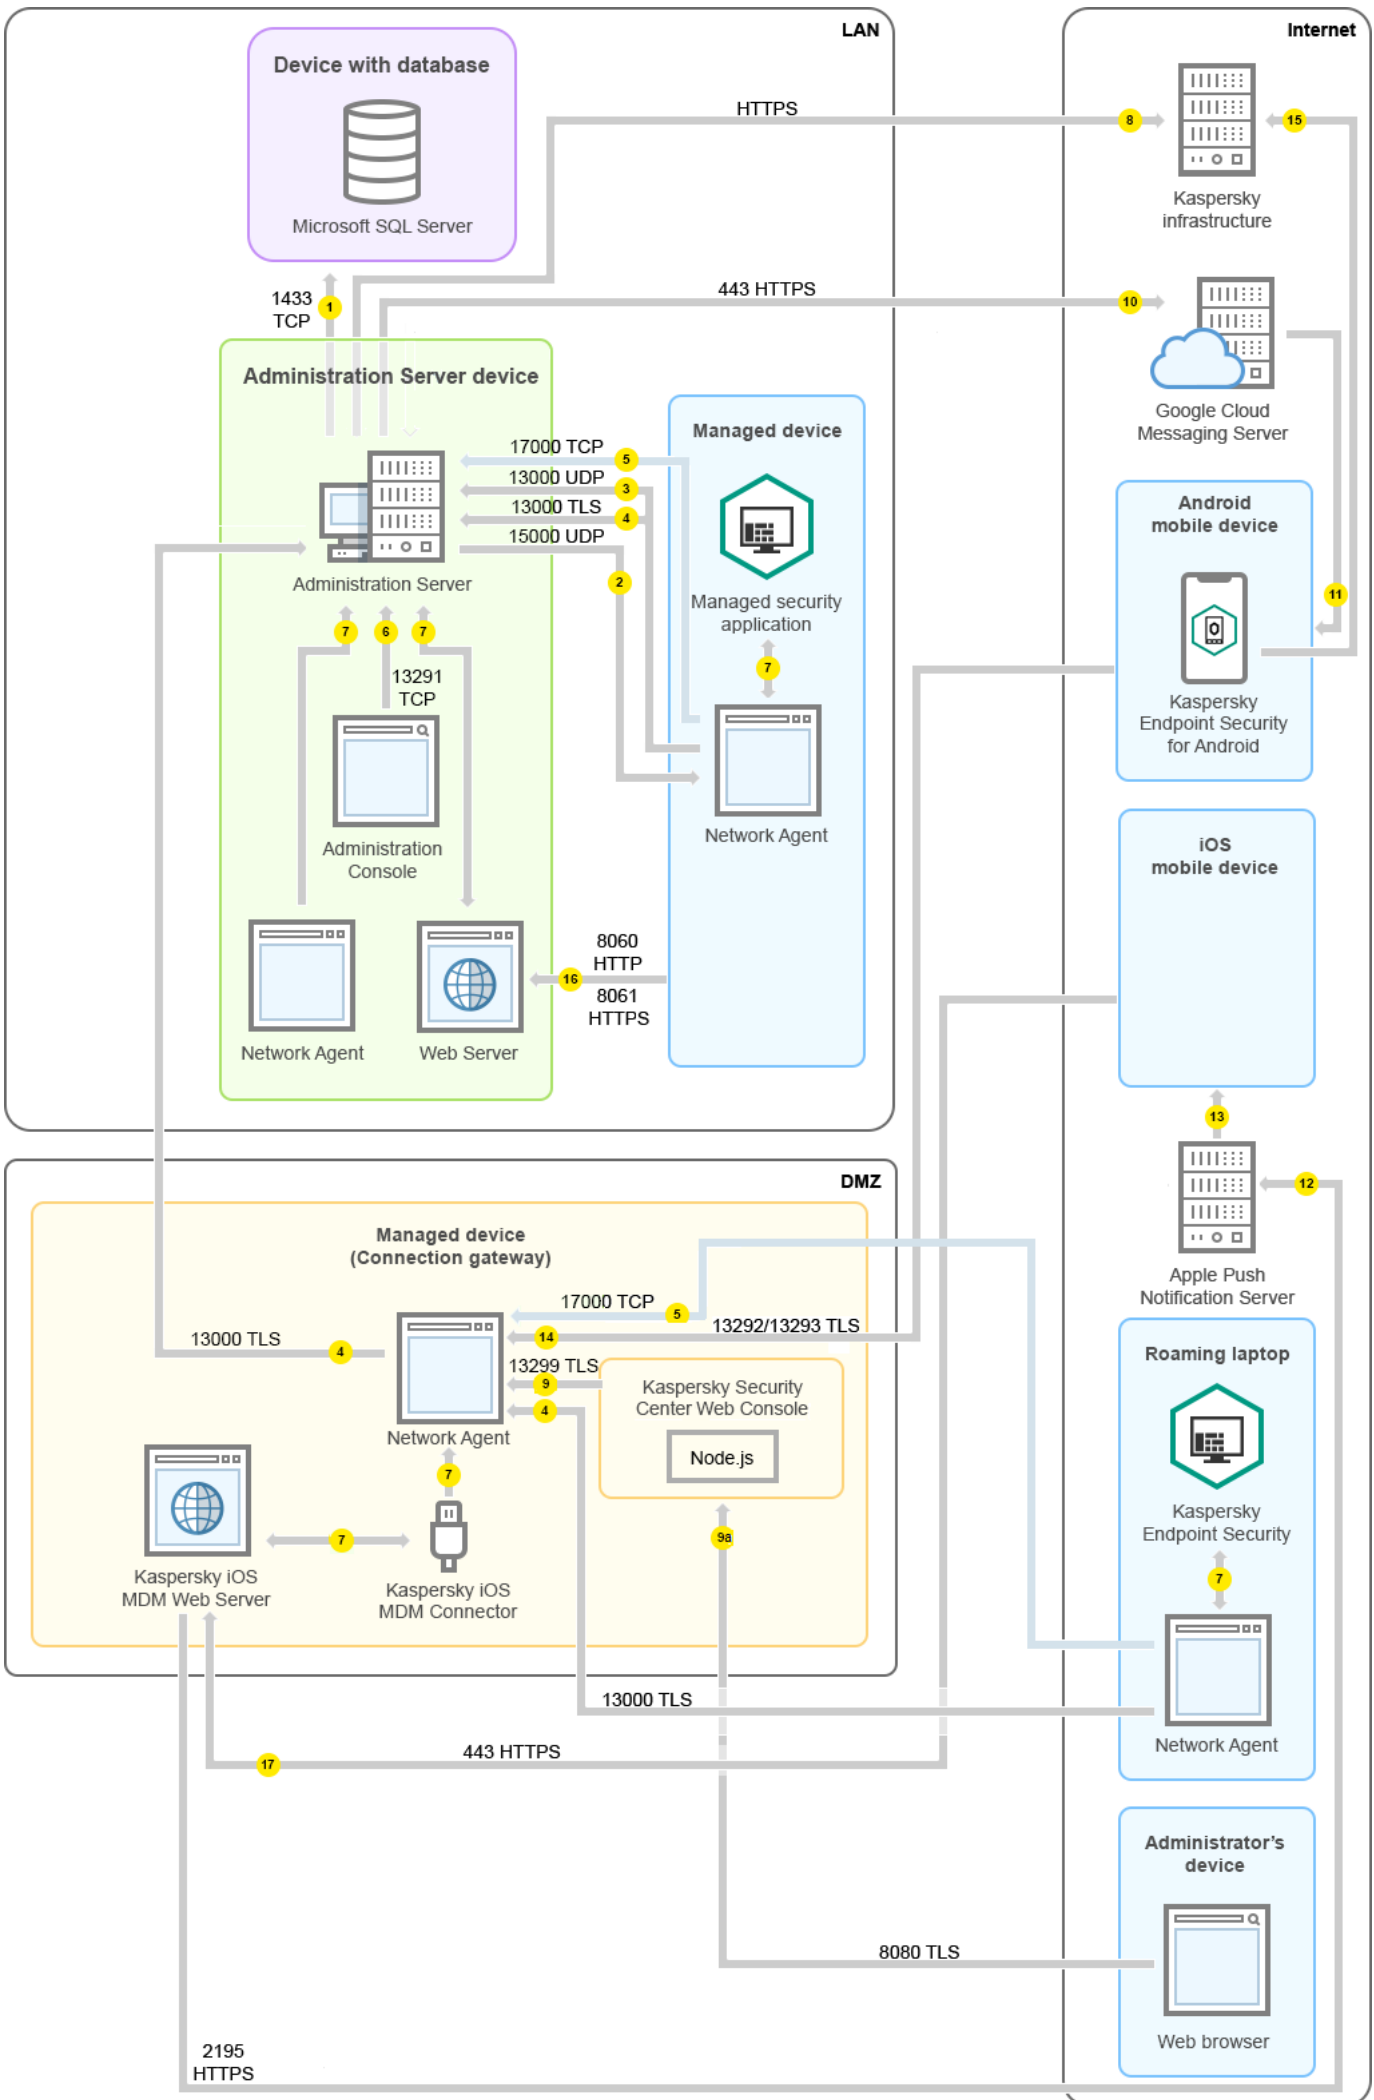 LAN
Internet
Device with database
Microsoft SQL Server
HTTPS
8
15
Kaspersky
infrastructure
1433
TCP
1
443 HTTPS
10
Google Cloud
Messaging Server
Administration Server device
Managed device
17000 TCP
5
13000 UDP
3
13000 TLS
4
15000 UDP
2
Administration Server
Managed security
application
7
6
7
7
13291
TCP
Administration
Console
Network Agent
Android
mobile device
11
Kaspersky
Endpoint Security
for Android
iOS
mobile device
8060
HTTP
16
8061
HTTPS
Network Agent
Web Server
13
DMZ
12
Managed device
(Connection gateway)
Apple Push
Notification Server
17000 TCP
5
13292/13293 TLS
14
13000 TLS
4
13299 TLS
9
4
Kaspersky Security
Center Web Console
Node.js
Network Agent
7
9a
7
Kaspersky iOS
MDM Web Server
Kaspersky iOS
MDM Connector
Roaming laptop
Kaspersky
Endpoint Security
7
Network Agent
13000 TLS
443 HTTPS
17
Administrator’s
device
8080 TLS
Web browser
2195
HTTPS